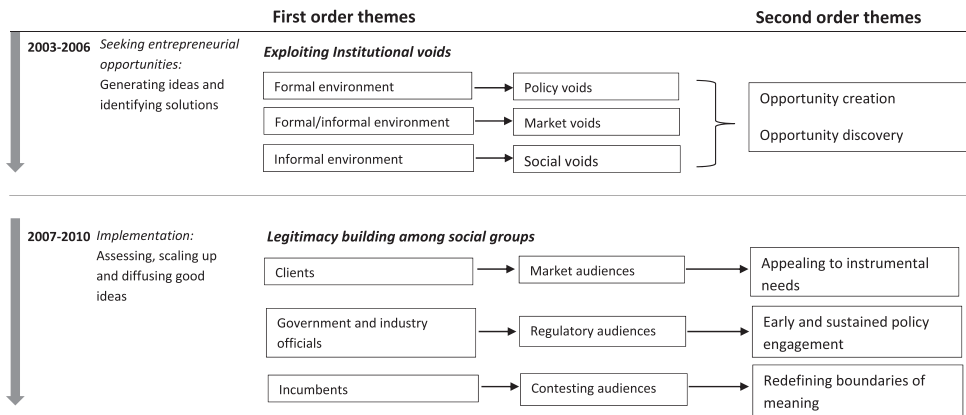 First order themes
Second order themes
2003-2006
Seeking entrepreneurial
opportunities:
Generating ideas and
identifying solutions
Exploiting Institutional voids
Formal environment
Policy voids
Formal/informal environment
Market voids
Informal environment
Social voids
Opportunity creation
Opportunity discovery
2007-2010
Implementation:
Assessing, scaling up
and diffusing good
ideas
Legitimacy building among social groups
Clients
Market audiences
Appealing to instrumental
needs
Government and industry
officials
Regulatory audiences
Early and sustained policy
engagement
Incumbents
Contesting audiences
Redefining boundaries of
meaning